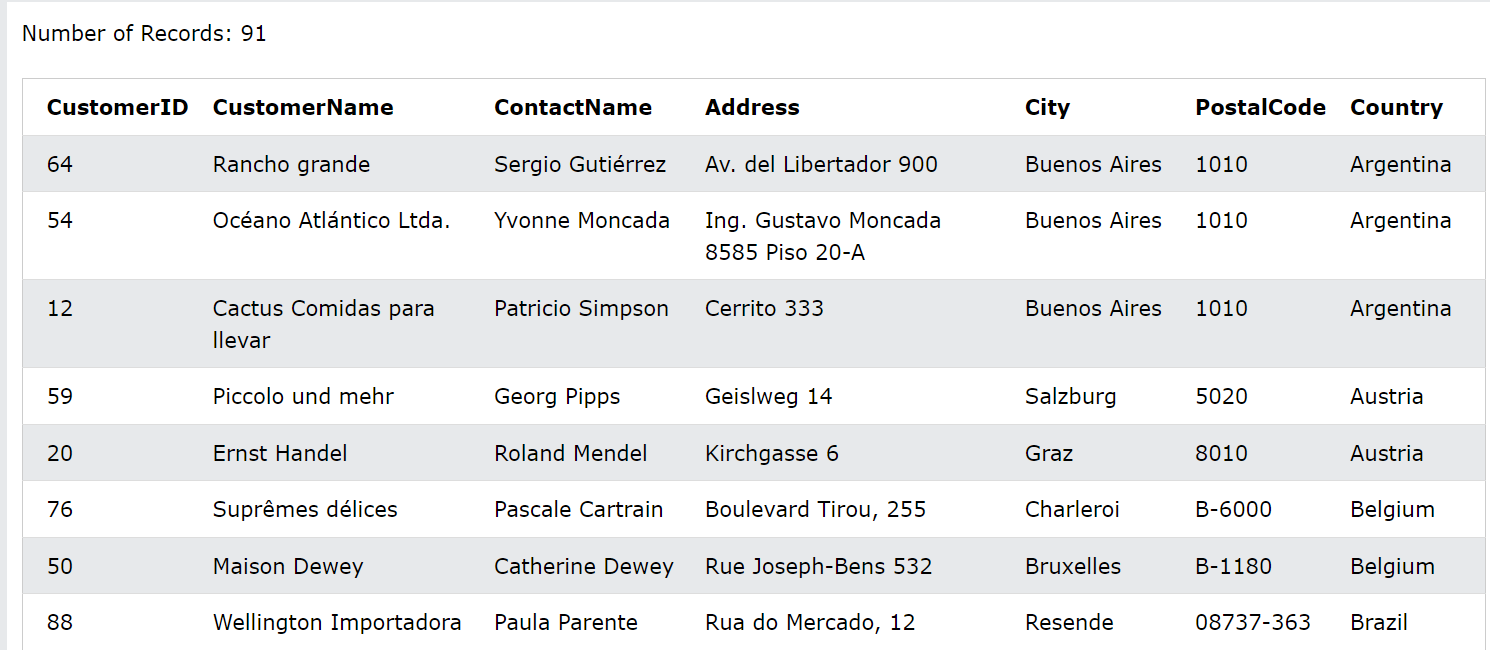 Number of Records: 91
CustomerID CustomerName ContactName Address City PostalCode Country
64 Rancho grande Sergio Gutiérrez Av. del Libertador 900 Buenos Aires 1010 Argentina
54 Océano Atlántico Ltda. Yvonne Moncada Ing. Gustavo Moncada Buenos Aires 1010 Argentina
8585 Piso 20-A
12 Cactus Comidas para Patricio Simpson Cerrito 333 Buenos Aires 1010 Argentina
llevar
59 Piccolo und mehr Georg Pipps Geislweg 14 Salzburg 5020 Austria
20 Ernst Handel Roland Mendel Kirchgasse 6 Graz 8010 Austria
76 Suprêmes délices Pascale Cartrain Boulevard Tirou, 255 Charleroi B-6000 Belgium
50 Maison Dewey Catherine Dewey Rue Joseph-Bens 532 Bruxelles B-1180 Belgium
88 Wellington Importadora Paula Parente Rua do Mercado, 12 Resende 08737-363 Brazil